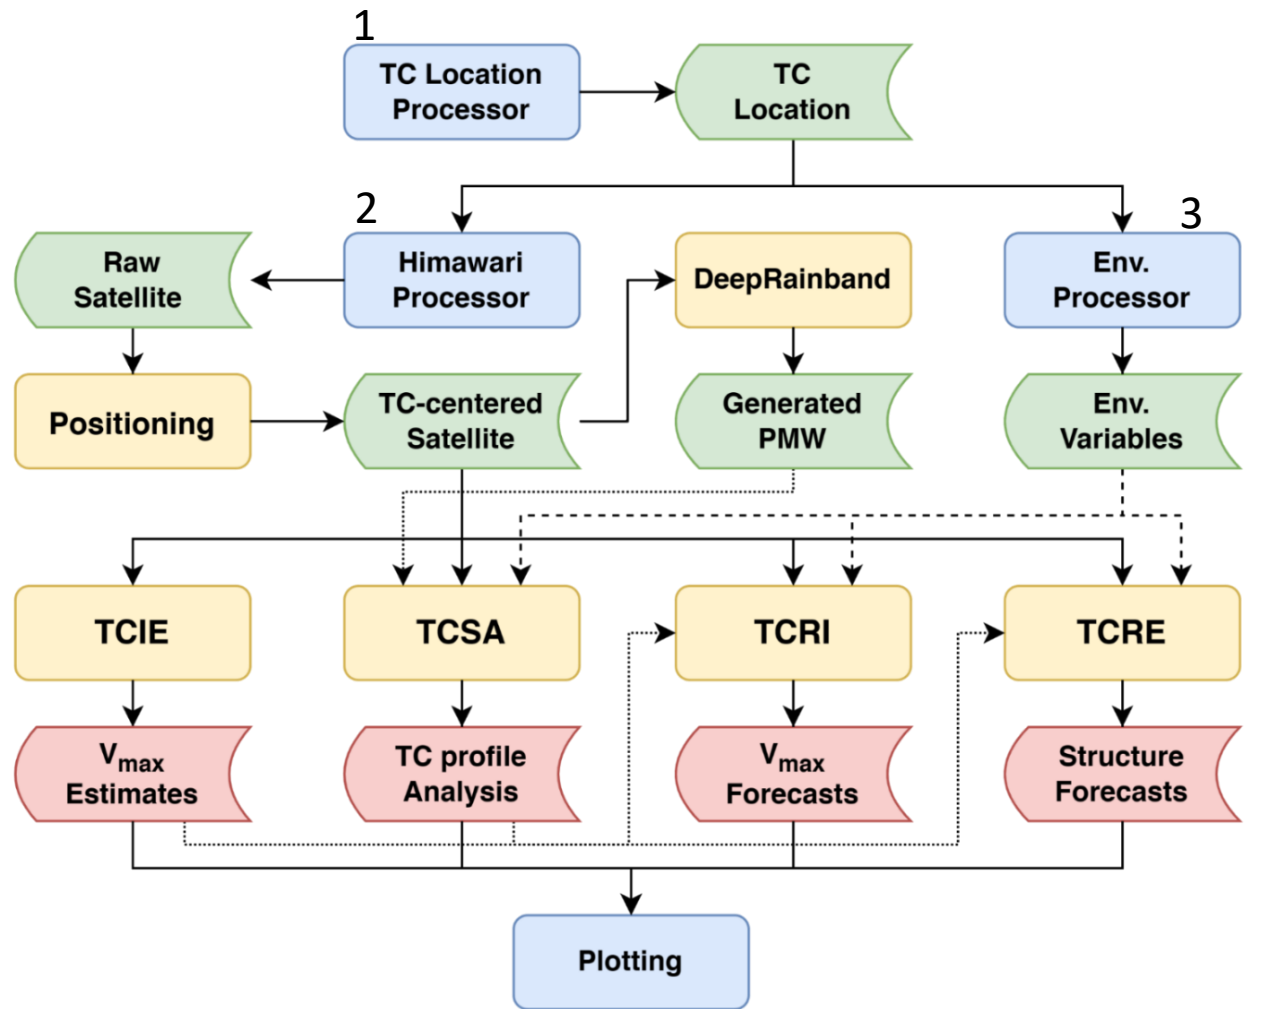 1
TC Location
Processor
TC
Location
2
3
Raw
Satellite
Himawari
Processor
DeepRainband
Env.
Processor
Positioning
TC-centered
Satellite
Generated
PMW
Env.
Variables
TCIE
TCSA
TCRI
TCRE
Vmax
Estimates
TC profile
Analysis
Vmax
Forecasts
Structure
Forecasts
Plotting